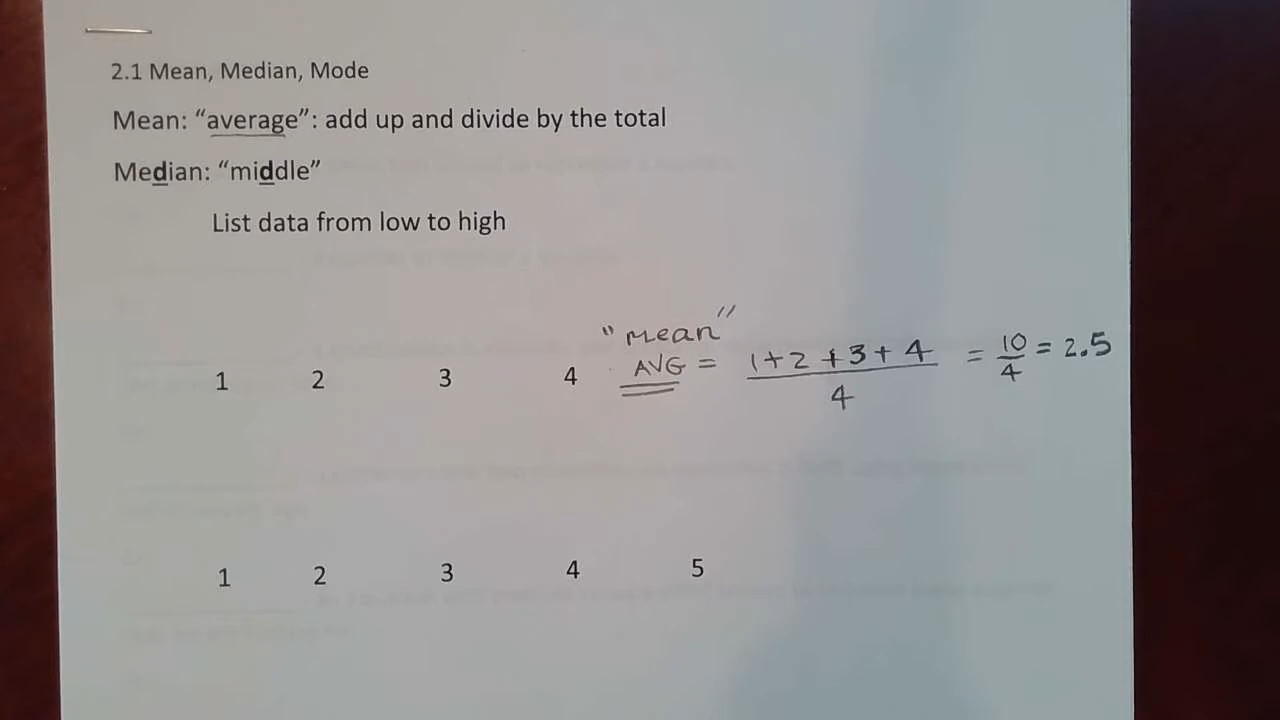 2.1 Mean, Median, Mode
Mean: “average”: add up and divide by the total
Median: “middle”
List data from low to high
1 2 3 4 "mean" AVG = 1+2+3+4 / 4 = 10/4 = 2.5
1 2 3 4 5